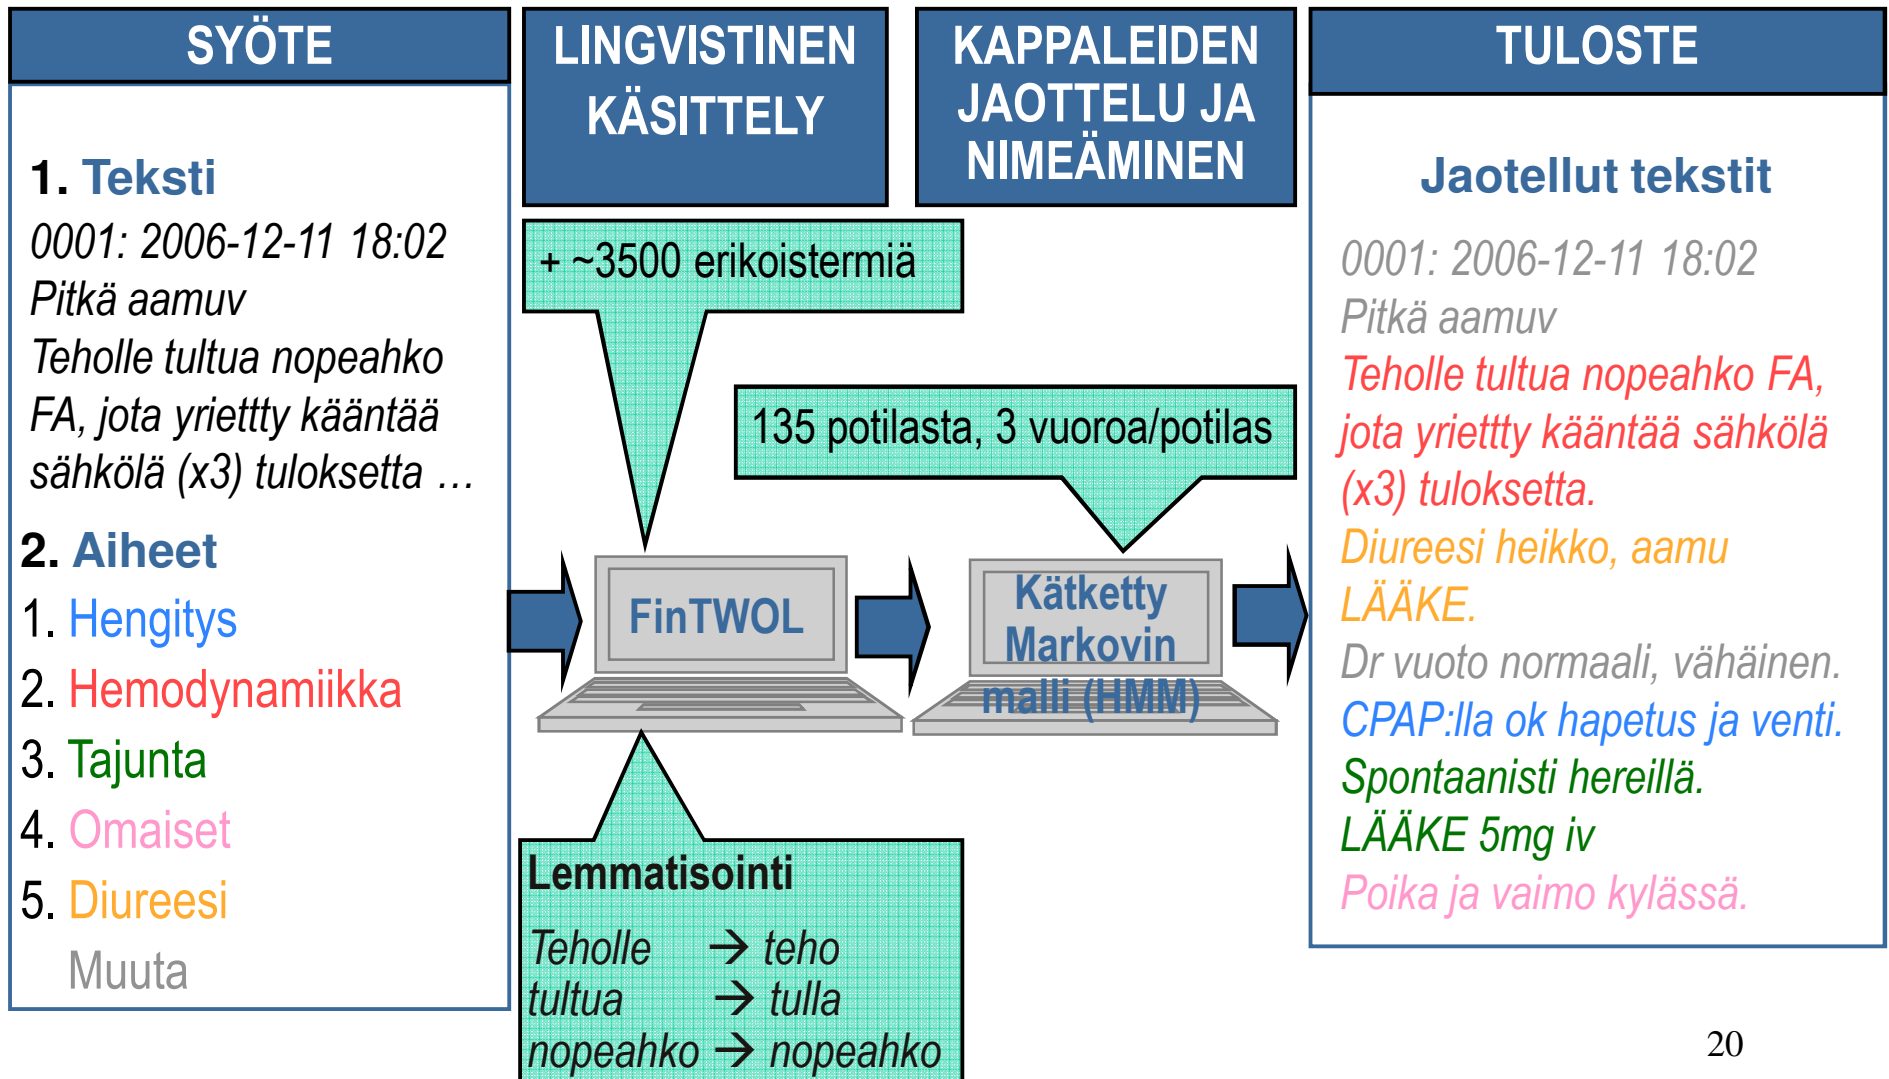 SYÖTE
1. Teksti
0001: 2006-12-11 18:02
Pitkä aamuv
Teholle tultua nopeahko
FA, jota yriettty kääntää
sähkölä (x3) tuloksetta …
2. Aiheet
1. Hengitys
2. Hemodynamiikka
3. Tajunta
4. Omaiset
5. Diureesi
Muuta
LINGVISTINEN
KÄSITTELY
+ ~3500 erikoistermiä
FinTWOL
Lemmatisointi
Teholle → teho
tultua → tulla
nopeahko → nopeahko
KAPPALEIDEN
JAOTTELU JA
NIMEÄMINEN
135 potilasta, 3 vuoroa/potilas
Kätketty
Markovin
malli (HMM)
TULOSTE
Jaotellut tekstit
0001: 2006-12-11 18:02
Pitkä aamuv
Teholle tultua nopeahko FA,
jota yriettty kääntää sähkölä
(x3) tuloksetta.
Diureesi heikko, aamu
LÄÄKE.
Dr vuoto normaali, vähäinen.
CPAP:lla ok hapetus ja venti.
Spontaanisti hereillä.
LÄÄKE 5mg iv
Poika ja vaimo kylässä.
20